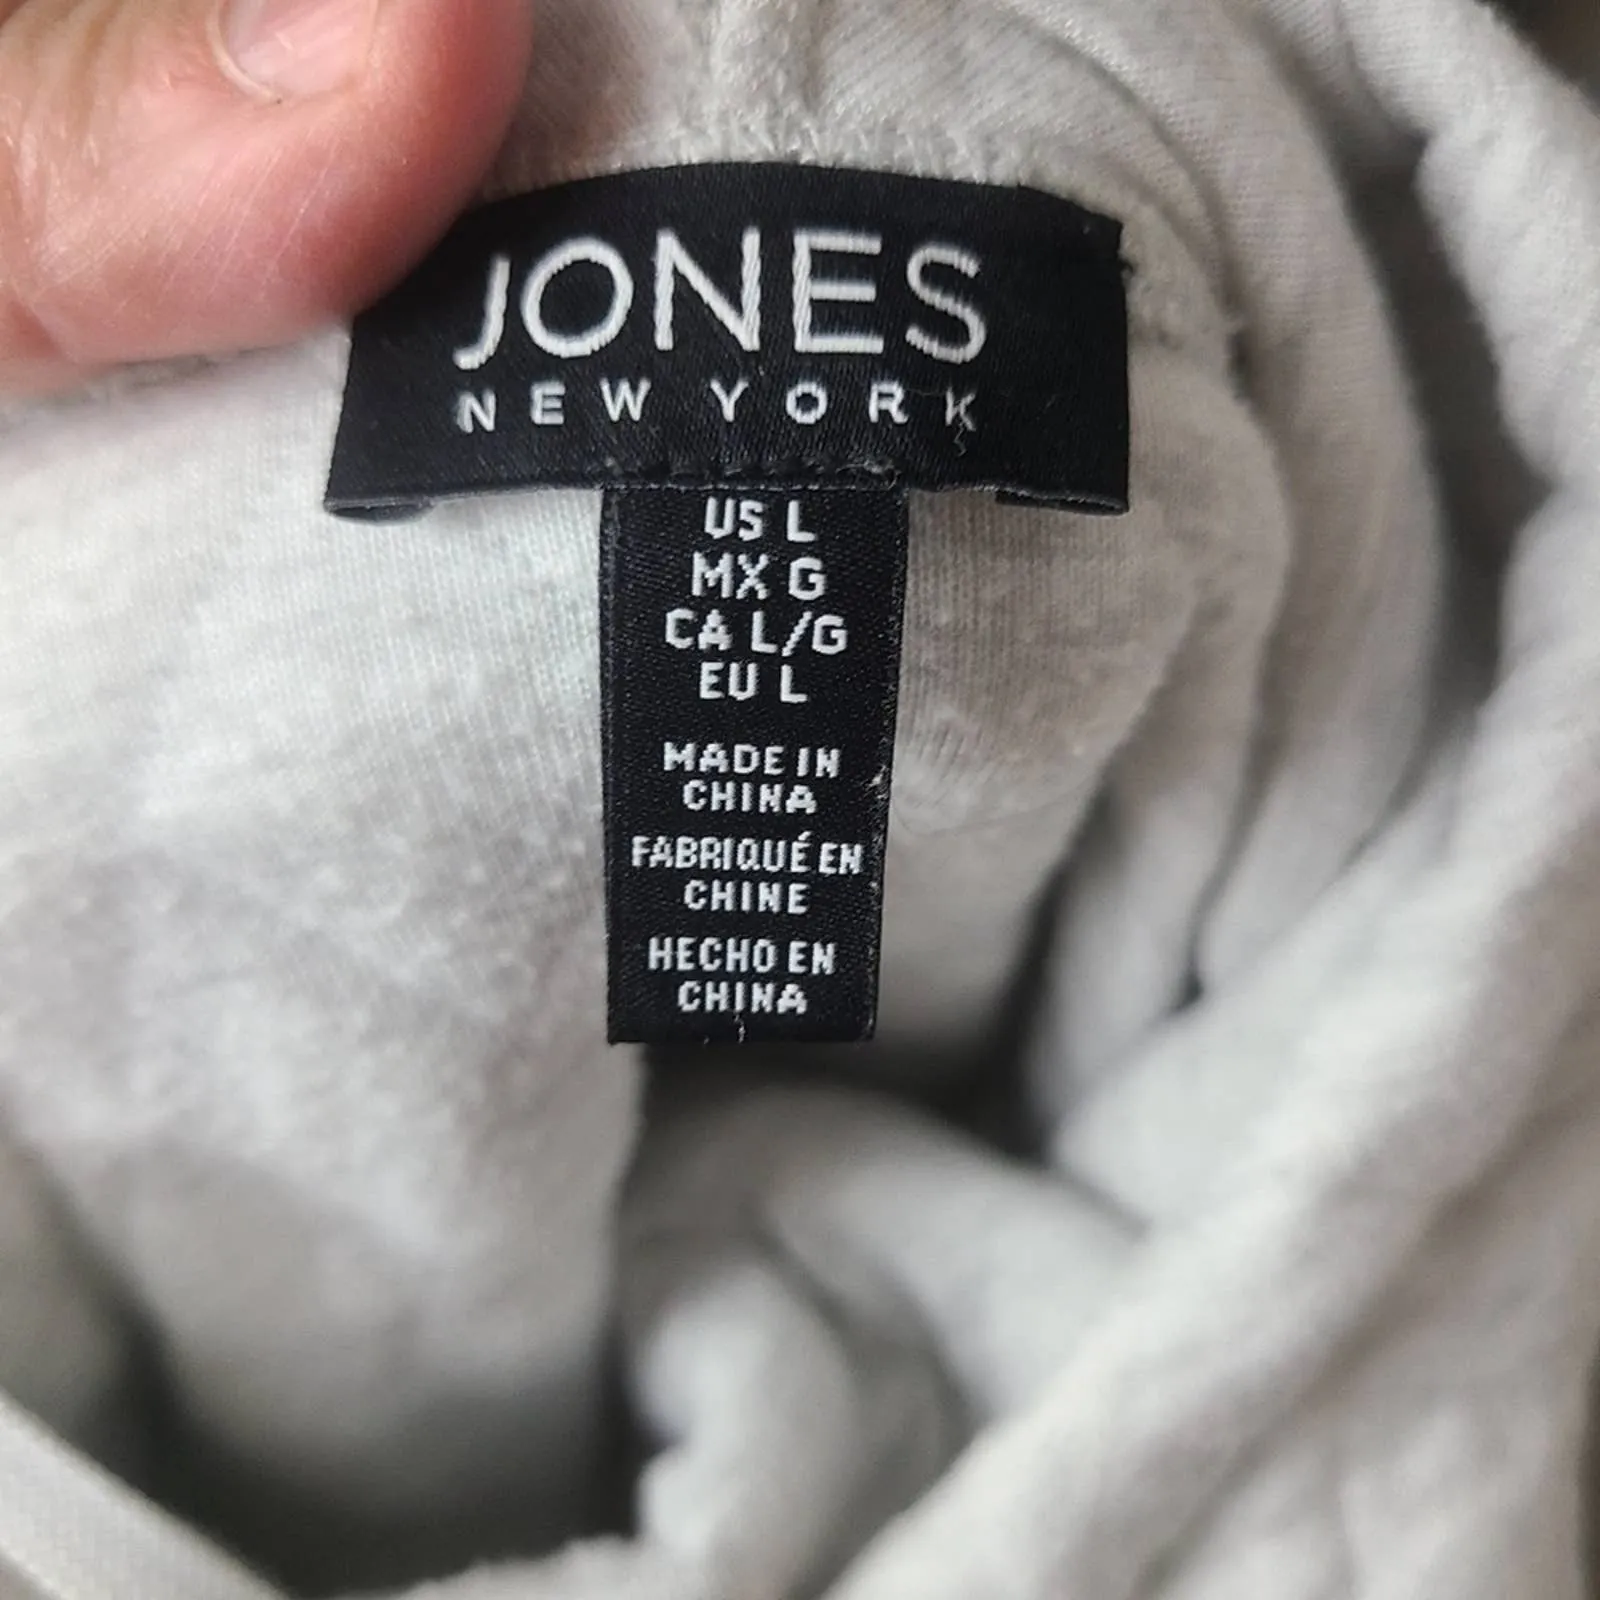 JONES
NEW YORK
US L
MX G
CA L/G
EU L
MADE IN
CHINA
FABRIQUÉ EN
CHINE
HECHO EN
CHINA